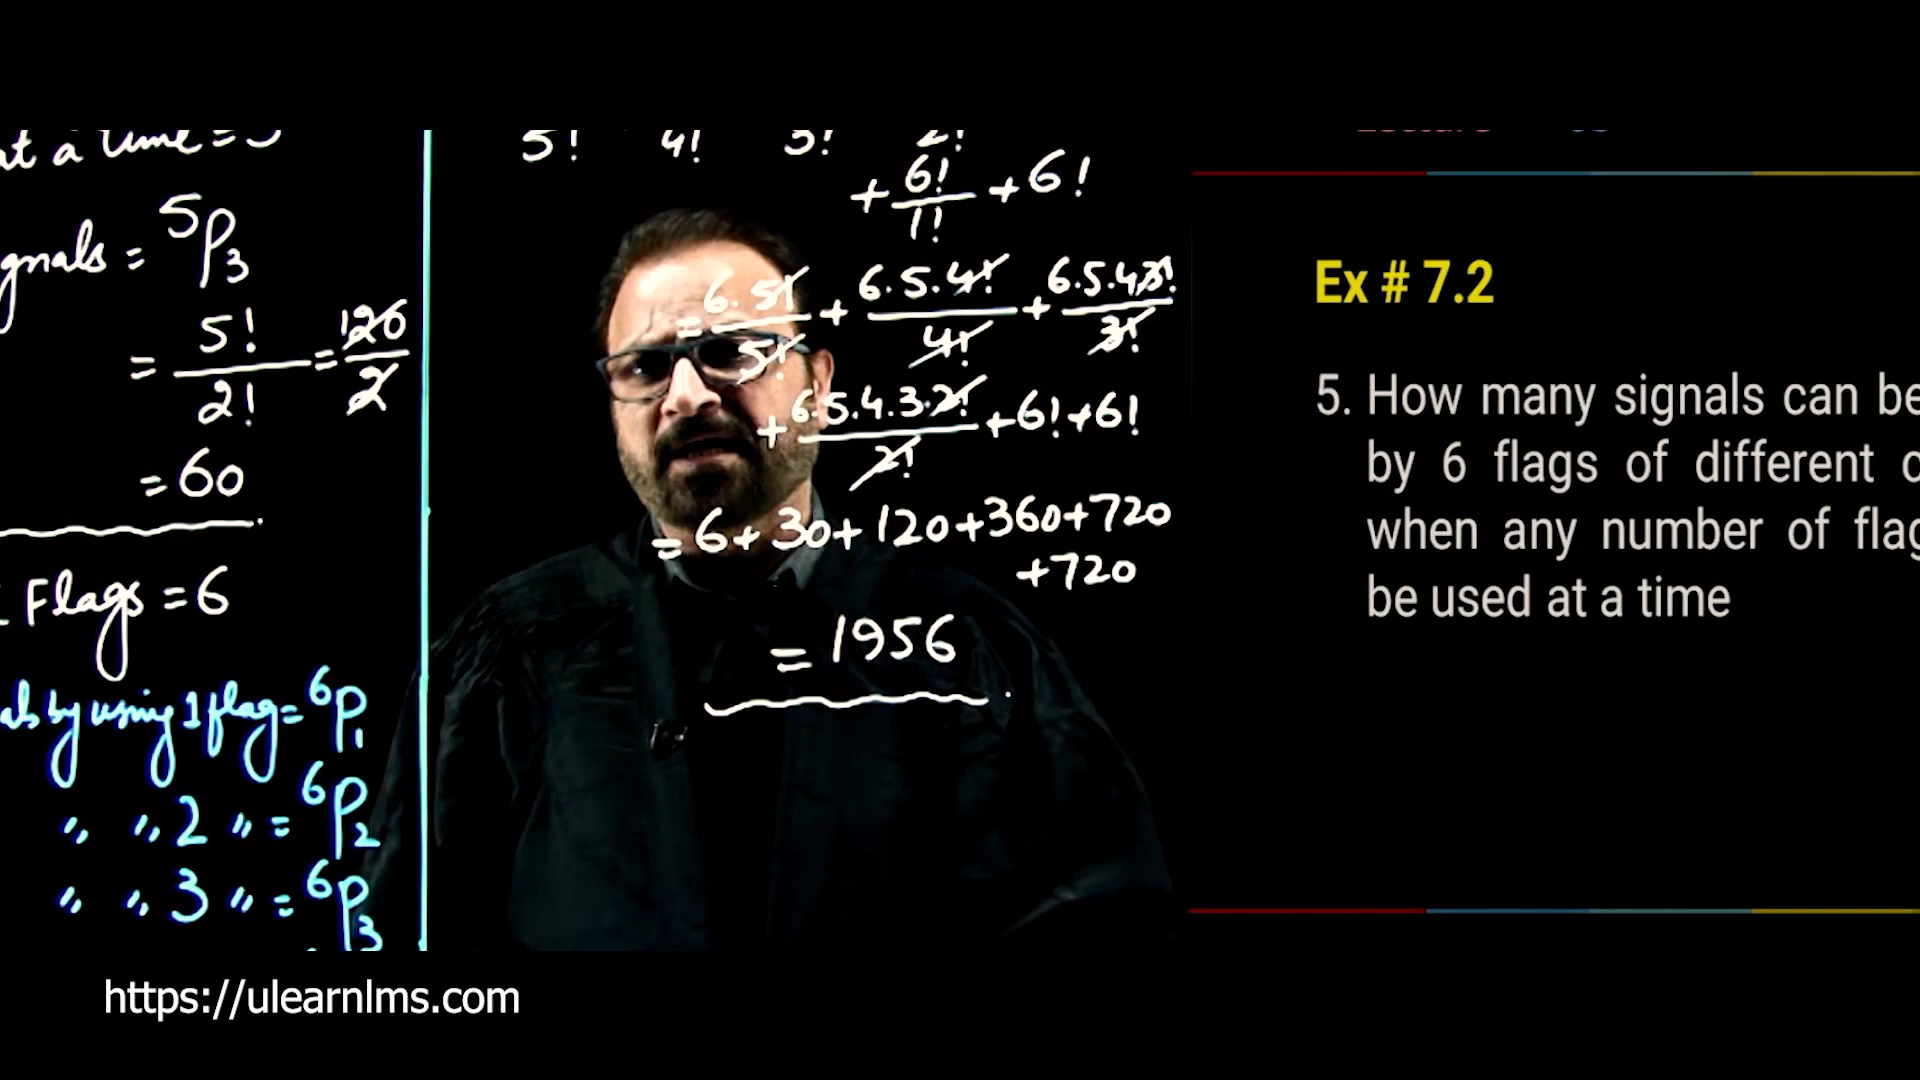 at a time = 5
gnals = ⁵P₃
= 5!/2! = 120/2
= 60
Flags = 6
als by using 1 flag = ⁶P₁
〃 〃 2 〃 = ⁶P₂
〃 〃 3 〃 = ⁶P₃
5! 4! 3! 2!
+ 6!/1! + 6!
= 6.5!/5! + 6.5.4!/4! + 6.5.4.3!/3!
+ 6.5.4.3.2!/2! + 6! + 6!
= 6 + 30 + 120 + 360 + 720
+ 720
= 1956
Ex # 7.2
5. How many signals can be
by 6 flags of different
when any number of flag
be used at a time
https://ulearnlms.com